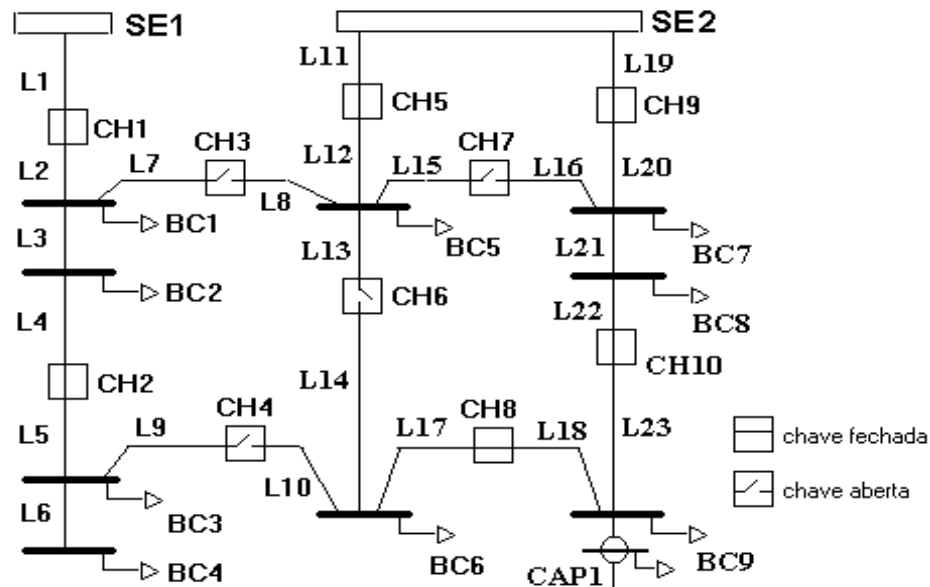 SE1
SE2
L1
L11
L19
CH1
CH5
CH9
CH3
CH7
L2
L7
L12
L15
L16
L20
L8
BC1
BC5
BC7
L3
L13
L21
BC2
CH6
BC8
L4
L22
CH2
CH10
L14
CH4
CH8
L5
L9
L17
L18
L23
chave fechada
L6
L10
chave aberta
BC3
BC6
BC9
BC4
CAP1